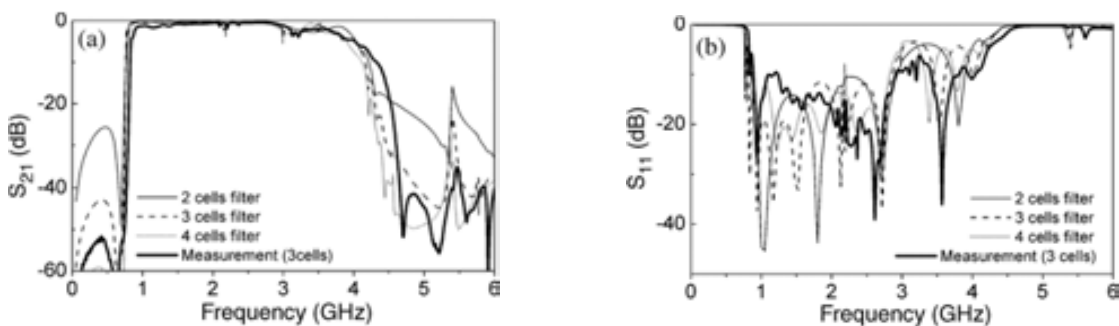 (a)
S21 (dB)
0
-20
-40
-60
2 cells filter
3 cells filter
4 cells filter
Measurement (3cells)
0 1 2 3 4 5 6
Frequency (GHz)
(b)
S11 (dB)
0
-20
-40
2 cells filter
3 cells filter
4 cells filter
Measurement (3 cells)
0 1 2 3 4 5 6
Frequency (GHz)